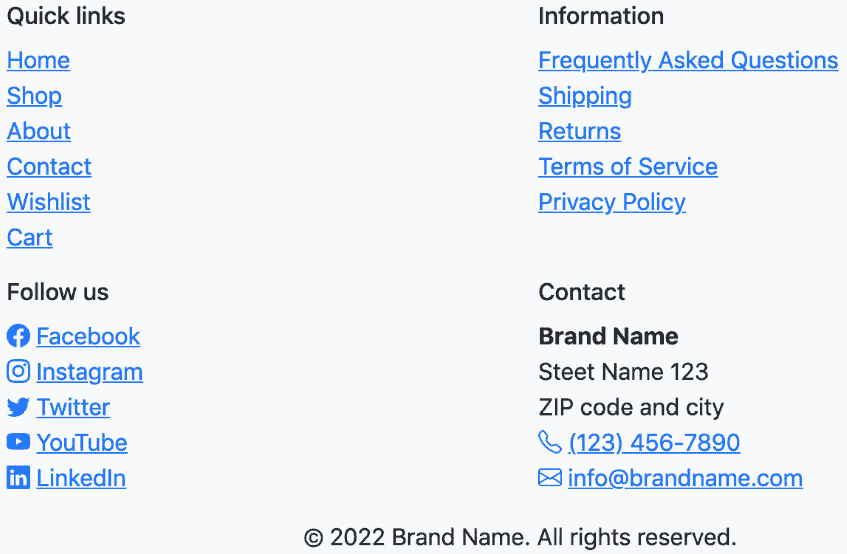 Quick links
Home
Shop
About
Contact
Wishlist
Cart
Information
Frequently Asked Questions
Shipping
Returns
Terms of Service
Privacy Policy
Follow us
Facebook
Instagram
Twitter
YouTube
LinkedIn
Contact
Brand Name
Steet Name 123
ZIP code and city
(123) 456-7890
info@brandname.com
© 2022 Brand Name. All rights reserved.